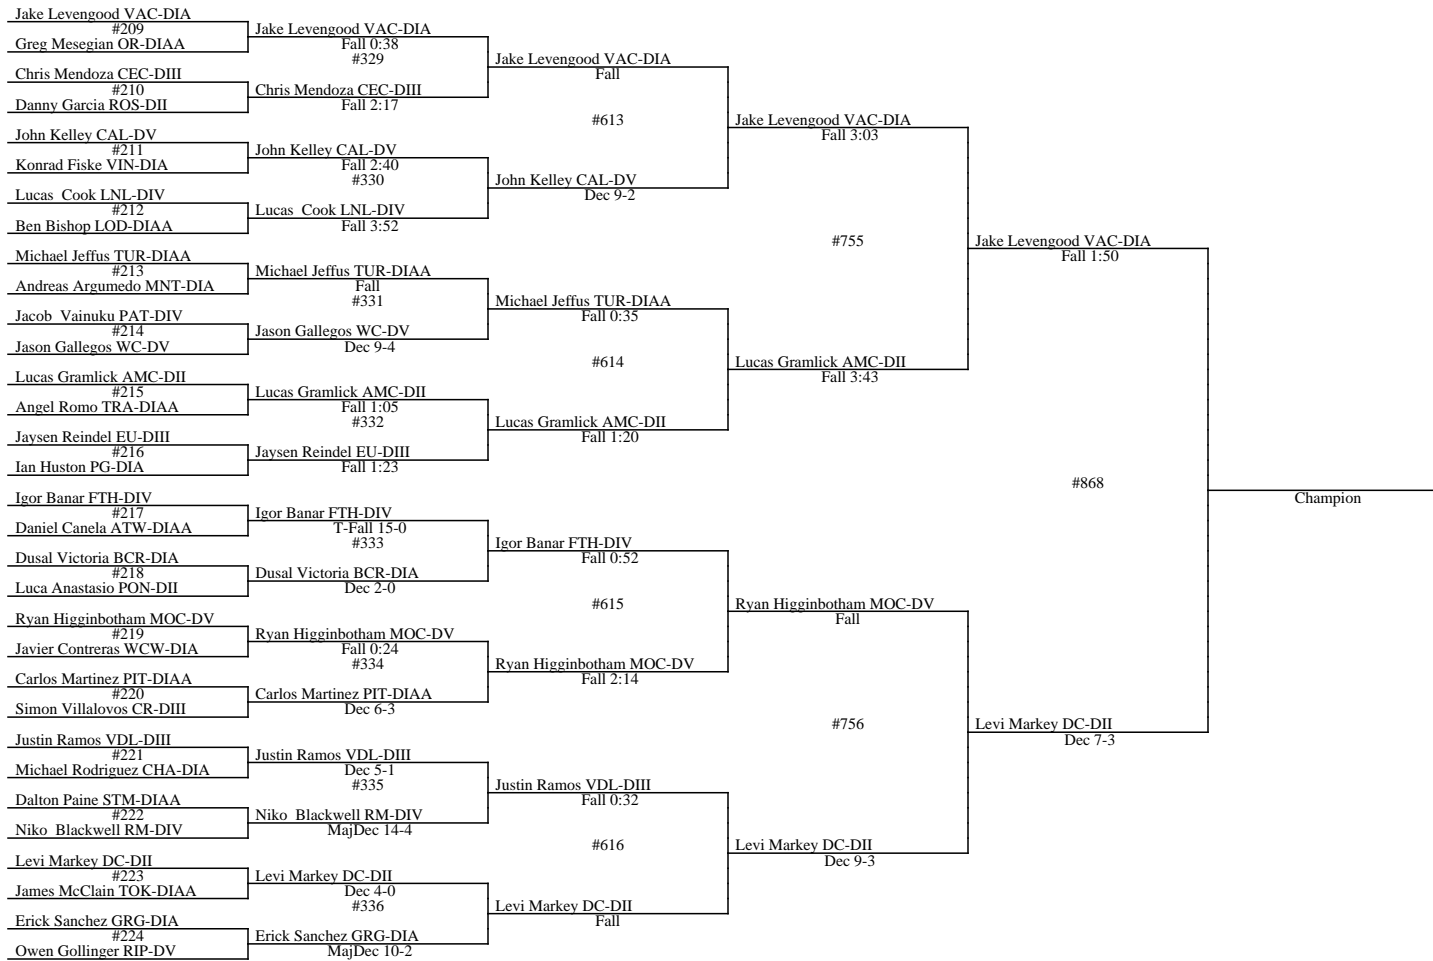 Jake Levengood VAC-DIA
#209
Greg Mesegian OR-DIAA
Chris Mendoza CEC-DIII
#210
Danny Garcia ROS-DII
John Kelley CAL-DV
#211
Konrad Fiske VIN-DIA
Lucas  Cook LNL-DIV
#212
Ben Bishop LOD-DIAA
Michael Jeffus TUR-DIAA
#213
Andreas Argumedo MNT-DIA
Jacob  Vainuku PAT-DIV
#214
Jason Gallegos WC-DV
Lucas Gramlick AMC-DII
#215
Angel Romo TRA-DIAA
Jaysen Reindel EU-DIII
#216
Ian Huston PG-DIA
Igor Banar FTH-DIV
#217
Daniel Canela ATW-DIAA
Dusal Victoria BCR-DIA
#218
Luca Anastasio PON-DII
Ryan Higginbotham MOC-DV
#219
Javier Contreras WCW-DIA
Carlos Martinez PIT-DIAA
#220
Simon Villalovos CR-DIII
Justin Ramos VDL-DIII
#221
Michael Rodriguez CHA-DIA
Dalton Paine STM-DIAA
#222
Niko  Blackwell RM-DIV
Levi Markey DC-DII
#223
James McClain TOK-DIAA
Erick Sanchez GRG-DIA
#224
Owen Gollinger RIP-DV
Jake Levengood VAC-DIA
Fall 0:38
#329
Chris Mendoza CEC-DIII
Fall 2:17
John Kelley CAL-DV
Fall 2:40
#330
Lucas  Cook LNL-DIV
Fall 3:52
Michael Jeffus TUR-DIAA
Fall
#331
Jason Gallegos WC-DV
Dec 9-4
Lucas Gramlick AMC-DII
Fall 1:05
#332
Jaysen Reindel EU-DIII
Fall 1:23
Igor Banar FTH-DIV
T-Fall 15-0
#333
Dusal Victoria BCR-DIA
Dec 2-0
Ryan Higginbotham MOC-DV
Fall 0:24
#334
Carlos Martinez PIT-DIAA
Dec 6-3
Justin Ramos VDL-DIII
Dec 5-1
#335
Niko  Blackwell RM-DIV
MajDec 14-4
Levi Markey DC-DII
Dec 4-0
#336
Erick Sanchez GRG-DIA
MajDec 10-2
Jake Levengood VAC-DIA
Fall
#613
John Kelley CAL-DV
Dec 9-2
Michael Jeffus TUR-DIAA
Fall 0:35
#614
Lucas Gramlick AMC-DII
Fall 1:20
Igor Banar FTH-DIV
Fall 0:52
#615
Ryan Higginbotham MOC-DV
Fall 2:14
Justin Ramos VDL-DIII
Fall 0:32
#616
Levi Markey DC-DII
Fall
Jake Levengood VAC-DIA
Fall 3:03
#755
Lucas Gramlick AMC-DII
Fall 3:43
Ryan Higginbotham MOC-DV
Fall
#756
Levi Markey DC-DII
Dec 9-3
Jake Levengood VAC-DIA
Fall 1:50
#868
Levi Markey DC-DII
Dec 7-3
Champion